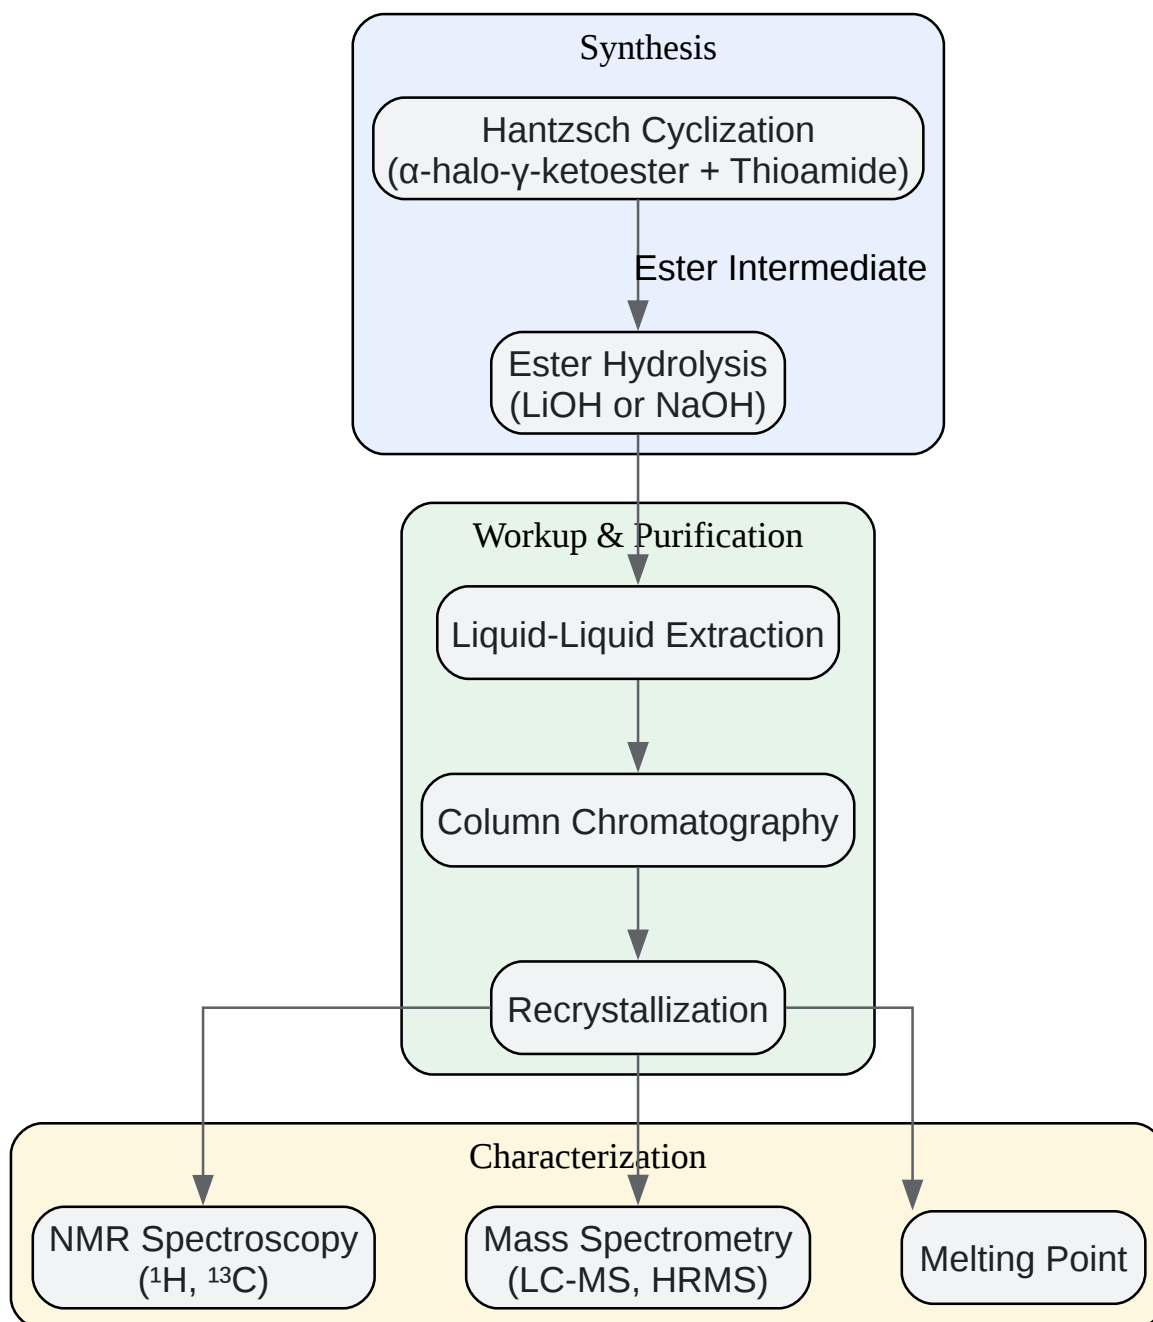 Synthesis
Hantzsch Cyclization
(α-halo-γ-ketoester + Thioamide)
Ester Intermediate
Ester Hydrolysis
(LiOH or NaOH)
Workup & Purification
Liquid-Liquid Extraction
Column Chromatography
Recrystallization
Characterization
NMR Spectroscopy
(¹H, ¹³C)
Mass Spectrometry
(LC-MS, HRMS)
Melting Point